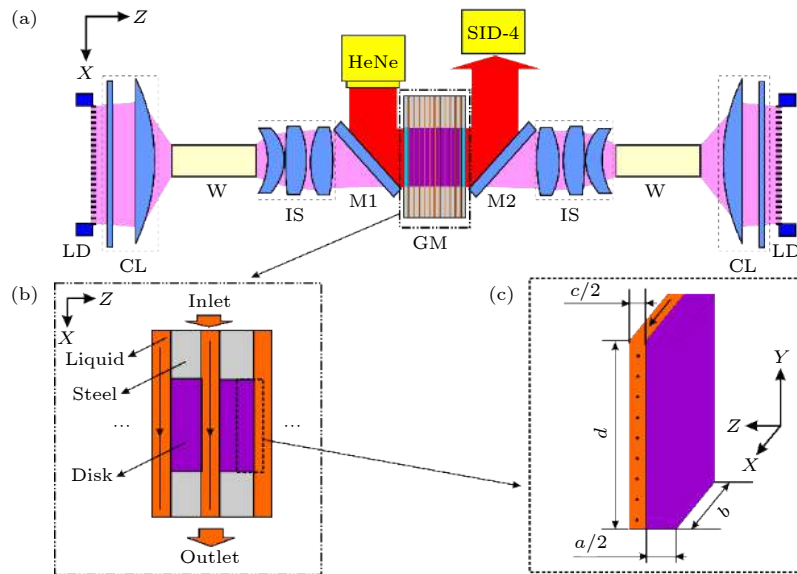 (a)
Z
X
HeNe
SID-4
LD
CL
W
IS
M1
GM
M2
IS
W
CL
LD
(b)
Z
X
Inlet
Liquid
Steel
Disk
...
...
Outlet
(c)
c/2
d
Y
Z
X
b
a/2